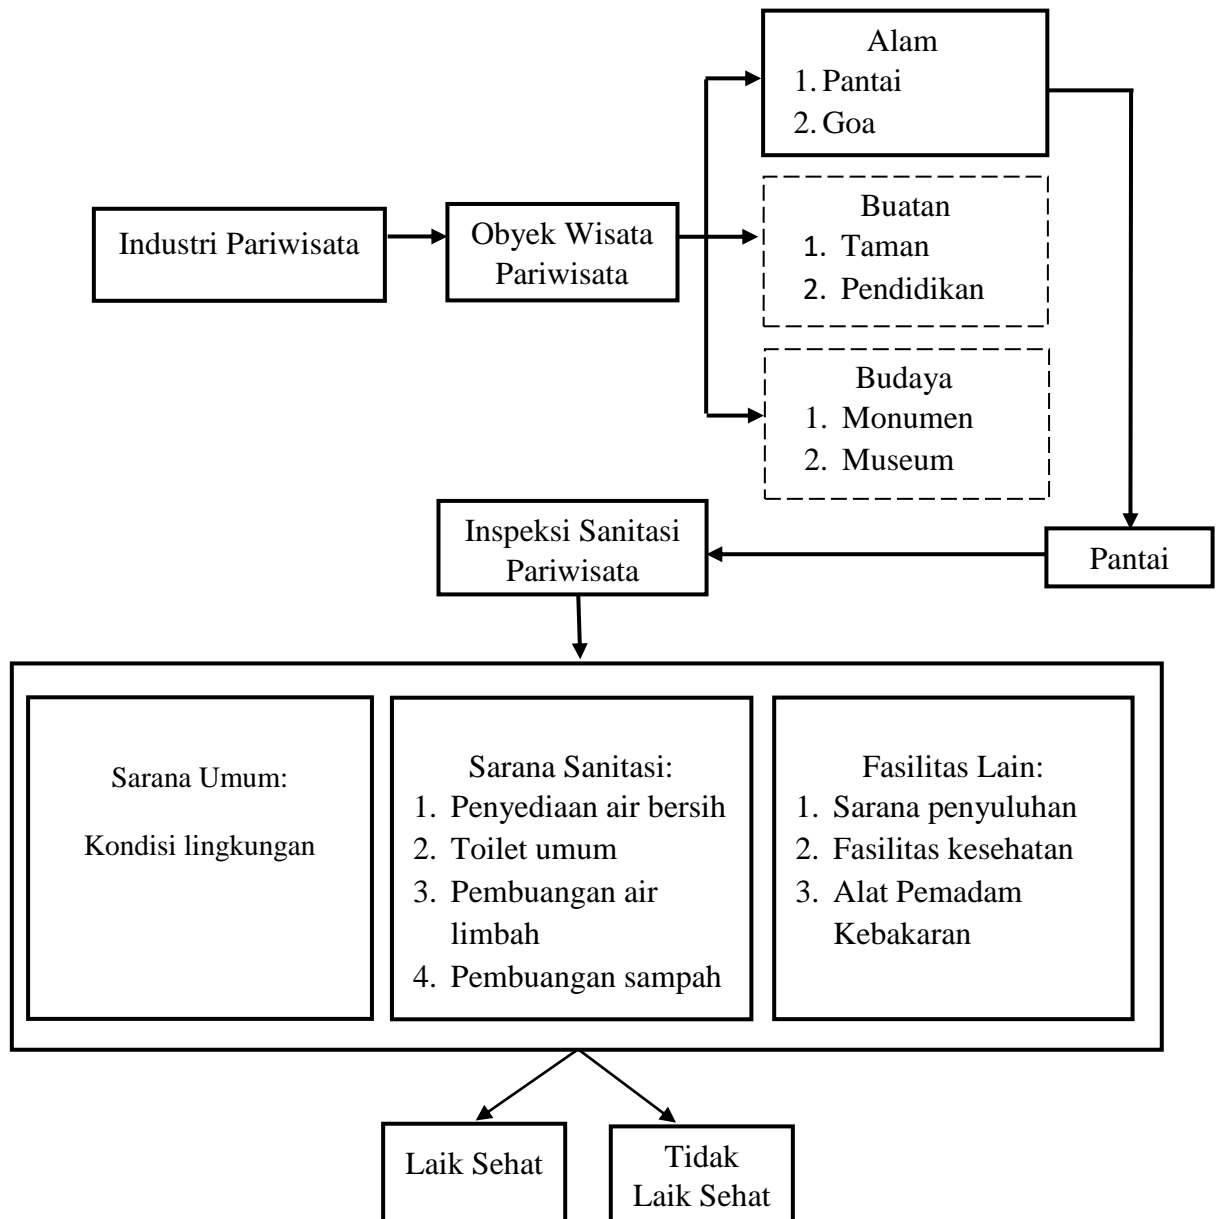 Alam
1. Pantai
2. Goa
Industri Pariwisata
Obyek Wisata
Pariwisata
Buatan
1. Taman
2. Pendidikan
Budaya
1. Monumen
2. Museum
Pantai
Inspeksi Sanitasi
Pariwisata
Sarana Umum:
Kondisi lingkungan
Sarana Sanitasi:
1. Penyediaan air bersih
2. Toilet umum
3. Pembuangan air
limbah
4. Pembuangan sampah
Fasilitas Lain:
1. Sarana penyuluhan
2. Fasilitas kesehatan
3. Alat Pemadam
Kebakaran
Laik Sehat
Tidak
Laik Sehat